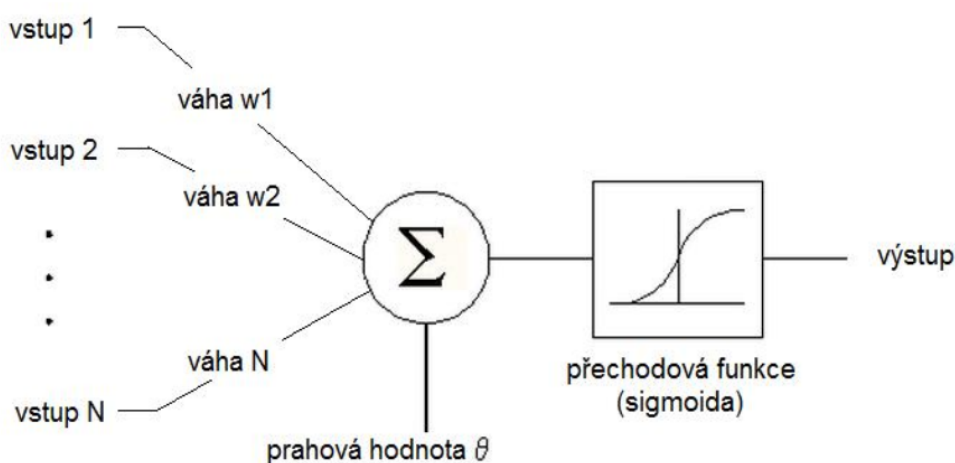 vstup 1
váha w1
vstup 2
váha w2
Σ
výstup
váha N
přechodová funkce
(sigmoida)
vstup N
prahová hodnota θ